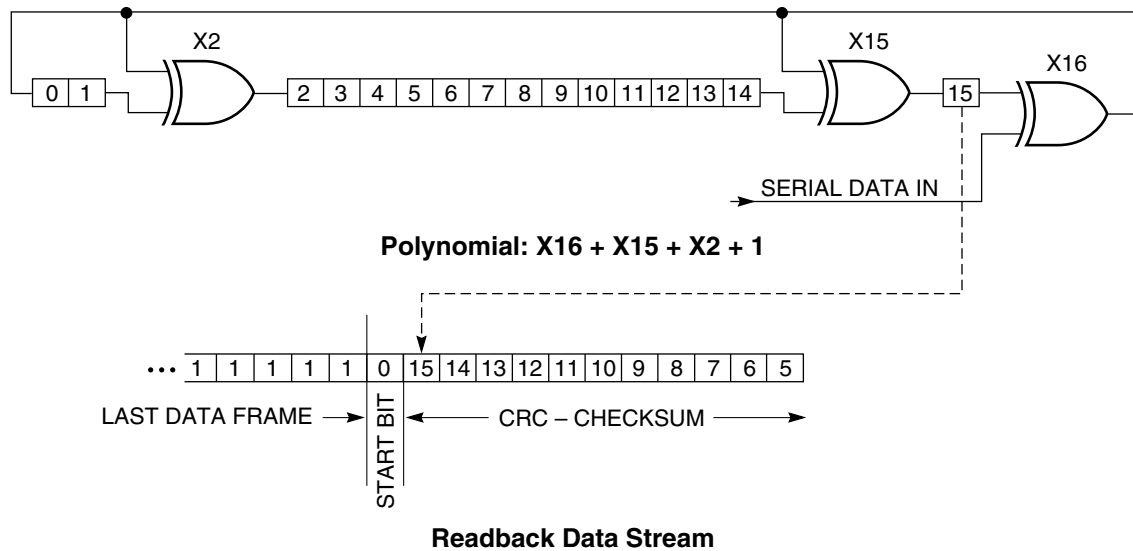 X2
X15
X16
0 1
2 3 4 5 6 7 8 9 10 11 12 13 14
15
SERIAL DATA IN
Polynomial: X16 + X15 + X2 + 1
••• 1 1 1 1 1 0 15 14 13 12 11 10 9 8 7 6 5
LAST DATA FRAME
START BIT
CRC – CHECKSUM
Readback Data Stream